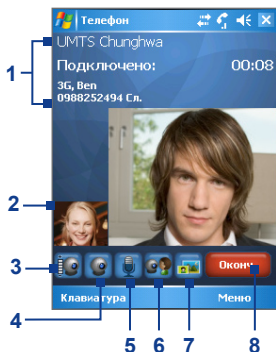 Телефон
UMTS Chunghwa
Подключено: 00:08
3G, Ben
0988252494 Сл.
1
2
3
Оконч
Клавиатура Меню
4
5 6 7 8